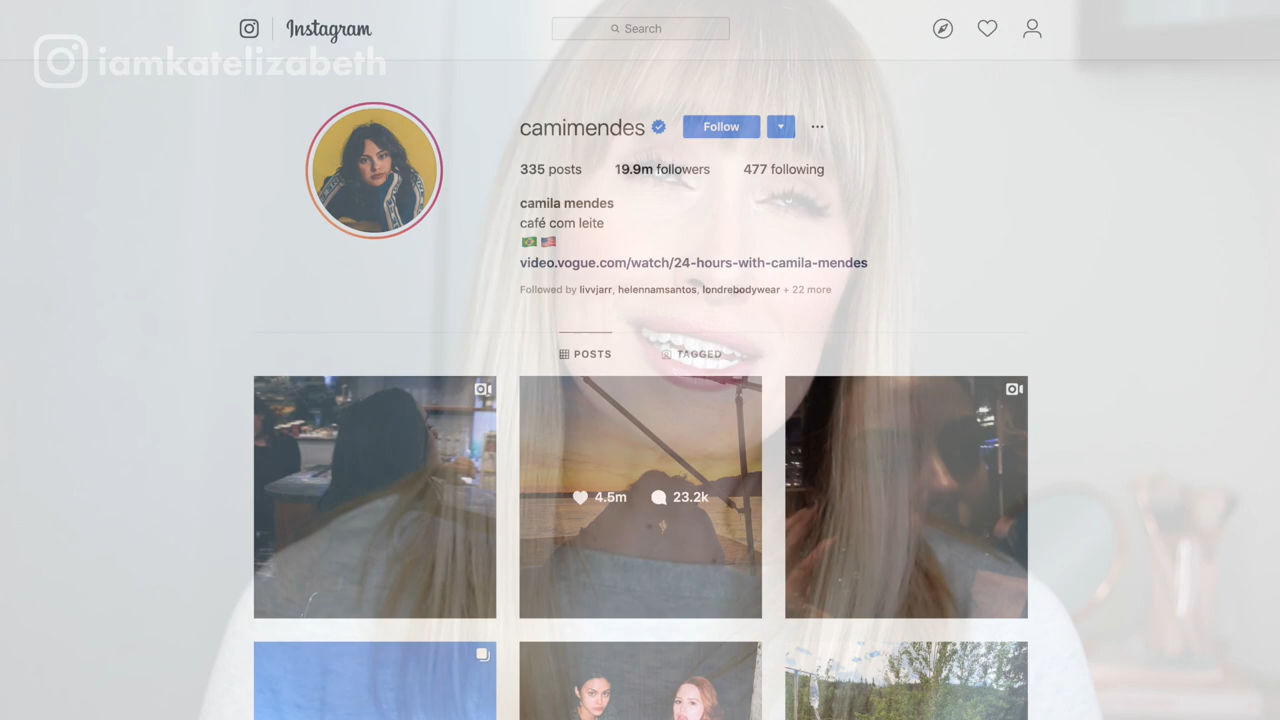 Instagram
Search
iamkatelizabeth
camimendes
Follow
335 posts 19.9m followers 477 following
camila mendes
café com leite
video.vogue.com/watch/24-hours-with-camila-mendes
Followed by livvjarr, helennamsantos, londrebodywear + 22 more
POSTS TAGGED
4.5m 23.2k